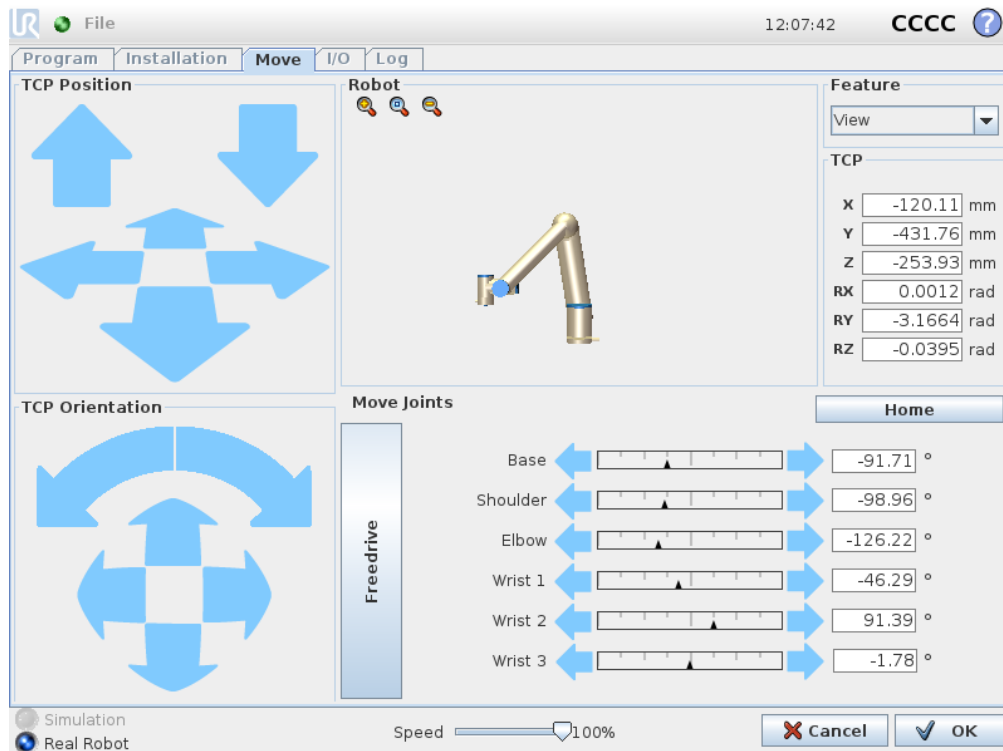 UR File 12:07:42 CCCC ?
Program Installation Move I/O Log
TCP Position
Robot
Feature
View
TCP
X -120.11 mm
Y -431.76 mm
Z -253.93 mm
RX 0.0012 rad
RY -3.1664 rad
RZ -0.0395 rad
TCP Orientation
Move Joints
Home
Freedrive
Base -91.71 °
Shoulder -98.96 °
Elbow -126.22 °
Wrist 1 -46.29 °
Wrist 2 91.39 °
Wrist 3 -1.78 °
Simulation
Real Robot
Speed 100%
Cancel
OK